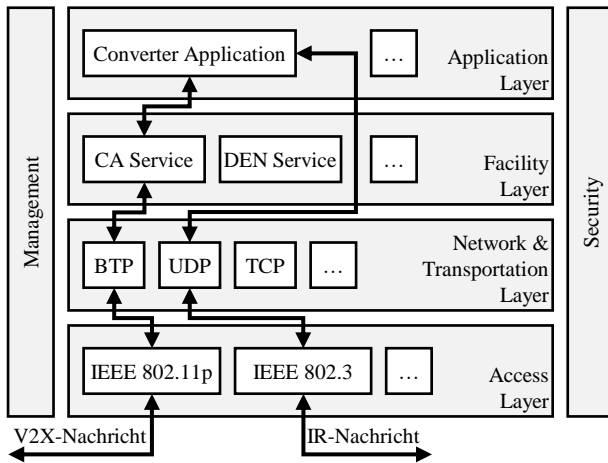 Management
Converter Application
…
Application
Layer
CA Service
DEN Service
…
Facility
Layer
BTP
UDP
TCP
…
Network &
Transportation
Layer
IEEE 802.11p
IEEE 802.3
…
Access
Layer
Security
V2X-Nachricht
IR-Nachricht